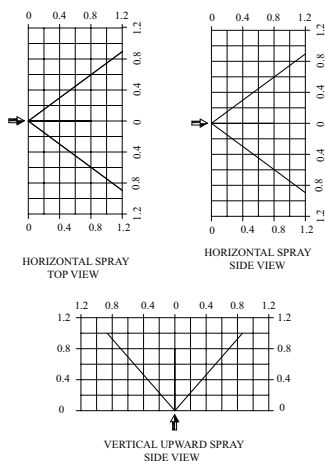 0 0.4 0.8 1.2
1.2 0.8 0.4 0 0.4 0.8 1.2
0 0.4 0.8 1.2
HORIZONTAL SPRAY
TOP VIEW
0 0.4 0.8 1.2
1.2 0.8 0.4 0 0.4 0.8 1.2
0 0.4 0.8 1.2
HORIZONTAL SPRAY
SIDE VIEW
1.2 0.8 0.4 0 0.4 0.8 1.2
1.2 1.2
0.8 0.8
0.4 0.4
0 0
VERTICAL UPWARD SPRAY
SIDE VIEW